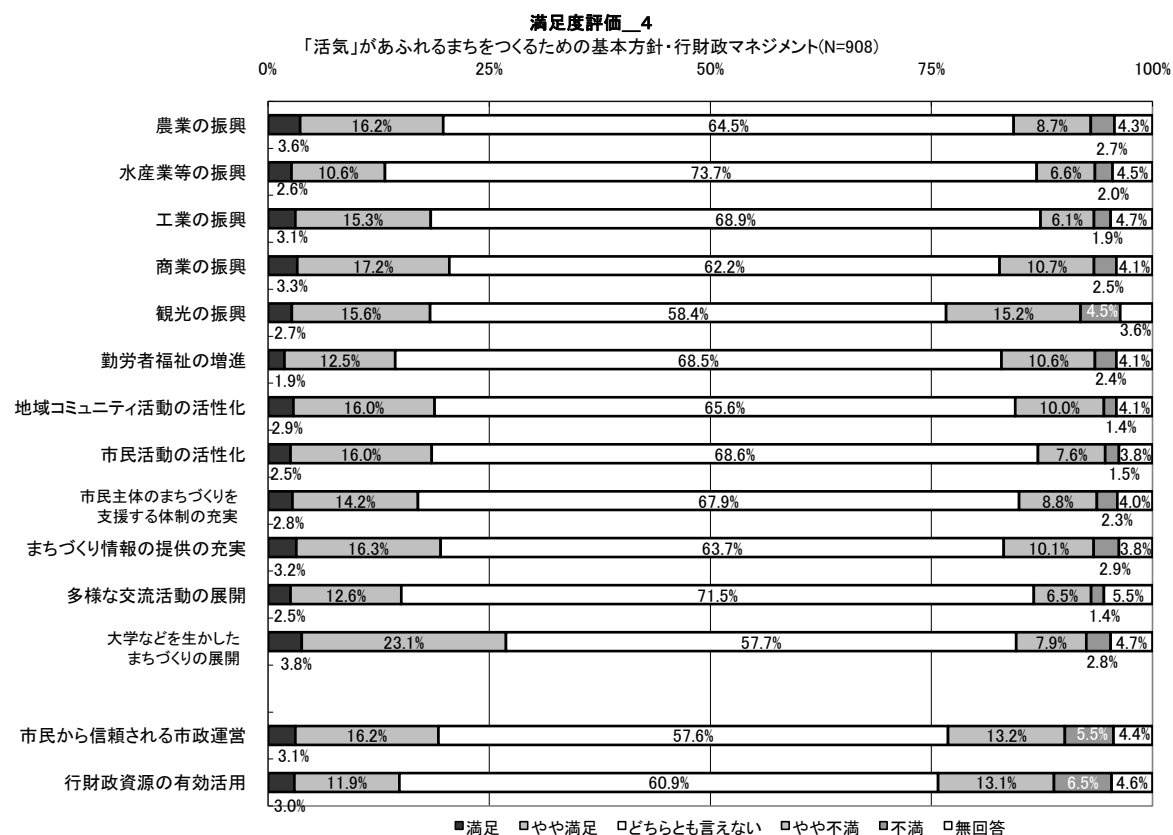 満足度評価__4
「活気」があふれるまちをつくるための基本方針・行財政マネジメント(N=908)
0% 25% 50% 75% 100%
農業の振興 16.2% 64.5% 8.7% 4.3%
3.6% 2.7%
水産業等の振興 10.6% 73.7% 6.6% 4.5%
2.6% 2.0%
工業の振興 15.3% 68.9% 6.1% 4.7%
3.1% 1.9%
商業の振興 17.2% 62.2% 10.7% 4.1%
3.3% 2.5%
観光の振興 15.6% 58.4% 15.2% 4.5%
2.7% 3.6%
勤労者福祉の増進 12.5% 68.5% 10.6% 4.1%
1.9% 2.4%
地域コミュニティ活動の活性化 16.0% 65.6% 10.0% 4.1%
2.9% 1.4%
市民活動の活性化 16.0% 68.6% 7.6% 3.8%
2.5% 1.5%
市民主体のまちづくりを
支援する体制の充実 14.2% 67.9% 8.8% 4.0%
2.8% 2.3%
まちづくり情報の提供の充実 16.3% 63.7% 10.1% 3.8%
3.2% 2.9%
多様な交流活動の展開 12.6% 71.5% 6.5% 5.5%
2.5% 1.4%
大学などを生かした
まちづくりの展開 23.1% 57.7% 7.9% 4.7%
3.8% 2.8%
市民から信頼される市政運営 16.2% 57.6% 13.2% 5.5% 4.4%
3.1%
行財政資源の有効活用 11.9% 60.9% 13.1% 6.5% 4.6%
3.0%
満足 やや満足 どちらとも言えない やや不満 不満 無回答